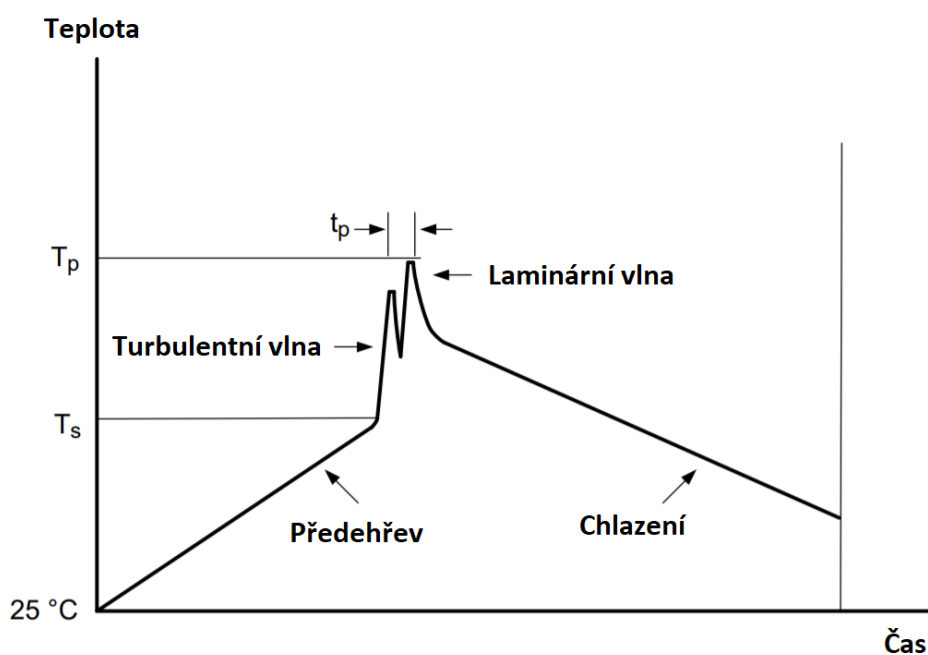 Teplota
tp
Tp
Laminární vlna
Turbulentní vlna
Ts
Předehřev
Chlazení
25 °C
Čas